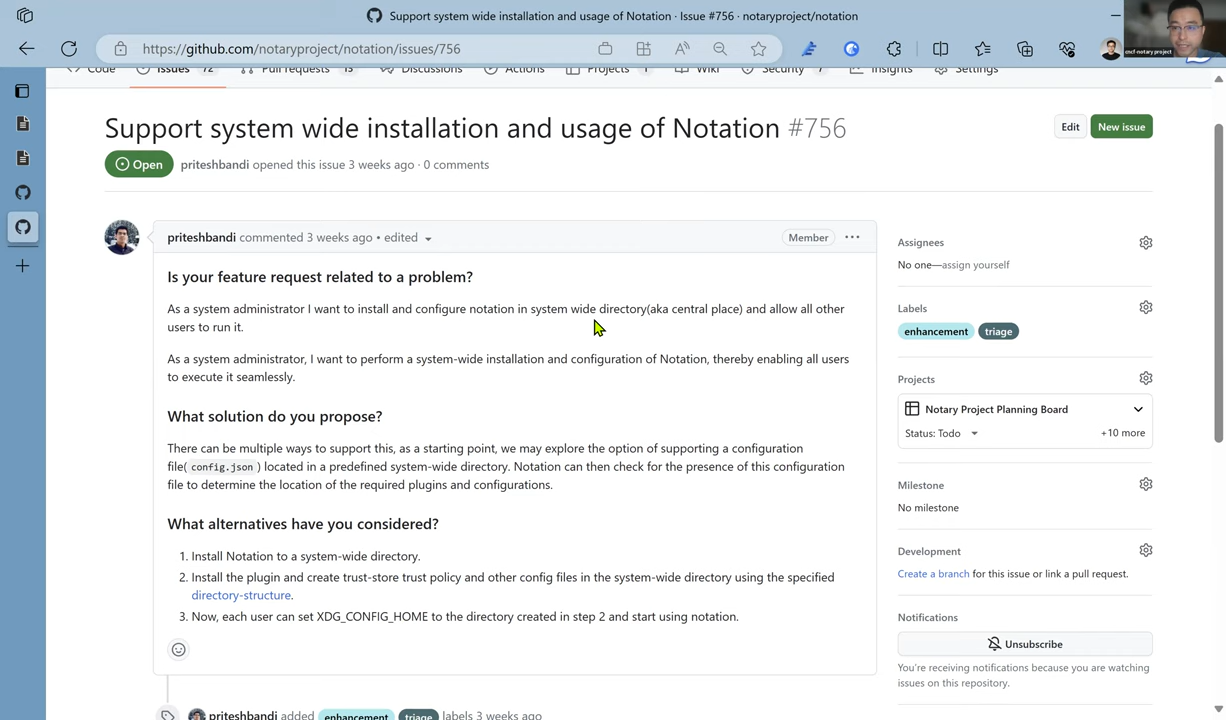 Support system wide installation and usage of Notation · Issue #756 · notaryproject/notation
https://github.com/notaryproject/notation/issues/756
cncf-notary project
Code
Issues 72
Pull requests 13
Discussions
Actions
Projects 1
Wiki
Security 7
Insights
Settings
Support system wide installation and usage of Notation #756
Edit
New issue
Open
priteshbandi opened this issue 3 weeks ago · 0 comments
priteshbandi commented 3 weeks ago • edited
Member
Is your feature request related to a problem?
As a system administrator I want to install and configure notation in system wide directory(aka central place) and allow all other
users to run it.
As a system administrator, I want to perform a system-wide installation and configuration of Notation, thereby enabling all users
to execute it seamlessly.
What solution do you propose?
There can be multiple ways to support this, as a starting point, we may explore the option of supporting a configuration
file( config.json ) located in a predefined system-wide directory. Notation can then check for the presence of this configuration
file to determine the location of the required plugins and configurations.
What alternatives have you considered?
1. Install Notation to a system-wide directory.
2. Install the plugin and create trust-store trust policy and other config files in the system-wide directory using the specified
directory-structure.
3. Now, each user can set XDG_CONFIG_HOME to the directory created in step 2 and start using notation.
priteshbandi added enhancement triage labels 3 weeks ago
Assignees
No one—assign yourself
Labels
enhancement triage
Projects
Notary Project Planning Board
Status: Todo
+10 more
Milestone
No milestone
Development
Create a branch for this issue or link a pull request.
Notifications
Unsubscribe
You're receiving notifications because you are watching
issues on this repository.